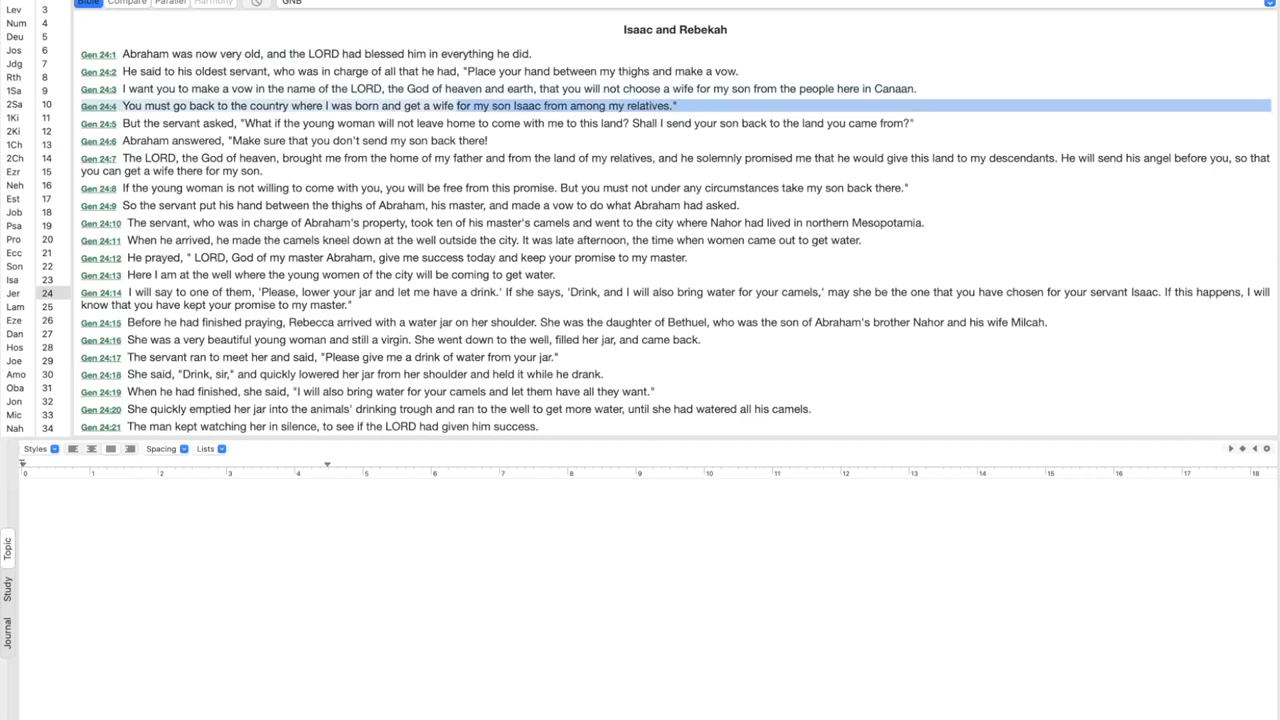 Bible Compare Parallel Harmony GNB
Lev 3
Num 4
Deu 5
Jos 6
Jdg 7
Rth 8
1Sa 9
2Sa 10
1Ki 11
2Ki 12
1Ch 13
2Ch 14
Ezr 15
Neh 16
Est 17
Job 18
Psa 19
Pro 20
Ecc 21
Son 22
Isa 23
Jer 24
Lam 25
Eze 26
Dan 27
Hos 28
Joe 29
Amo 30
Oba 31
Jon 32
Mic 33
Nah 34
Isaac and Rebekah
Gen 24:1 Abraham was now very old, and the LORD had blessed him in everything he did.
Gen 24:2 He said to his oldest servant, who was in charge of all that he had, "Place your hand between my thighs and make a vow.
Gen 24:3 I want you to make a vow in the name of the LORD, the God of heaven and earth, that you will not choose a wife for my son from the people here in Canaan.
Gen 24:4 You must go back to the country where I was born and get a wife for my son Isaac from among my relatives."
Gen 24:5 But the servant asked, "What if the young woman will not leave home to come with me to this land? Shall I send your son back to the land you came from?"
Gen 24:6 Abraham answered, "Make sure that you don't send my son back there!
Gen 24:7 The LORD, the God of heaven, brought me from the home of my father and from the land of my relatives, and he solemnly promised me that he would give this land to my descendants. He will send his angel before you, so that
you can get a wife there for my son.
Gen 24:8 If the young woman is not willing to come with you, you will be free from this promise. But you must not under any circumstances take my son back there."
Gen 24:9 So the servant put his hand between the thighs of Abraham, his master, and made a vow to do what Abraham had asked.
Gen 24:10 The servant, who was in charge of Abraham's property, took ten of his master's camels and went to the city where Nahor had lived in northern Mesopotamia.
Gen 24:11 When he arrived, he made the camels kneel down at the well outside the city. It was late afternoon, the time when women came out to get water.
Gen 24:12 He prayed, " LORD, God of my master Abraham, give me success today and keep your promise to my master.
Gen 24:13 Here I am at the well where the young women of the city will be coming to get water.
Gen 24:14 I will say to one of them, 'Please, lower your jar and let me have a drink.' If she says, 'Drink, and I will also bring water for your camels,' may she be the one that you have chosen for your servant Isaac. If this happens, I will
know that you have kept your promise to my master."
Gen 24:15 Before he had finished praying, Rebecca arrived with a water jar on her shoulder. She was the daughter of Bethuel, who was the son of Abraham's brother Nahor and his wife Milcah.
Gen 24:16 She was a very beautiful young woman and still a virgin. She went down to the well, filled her jar, and came back.
Gen 24:17 The servant ran to meet her and said, "Please give me a drink of water from your jar."
Gen 24:18 She said, "Drink, sir," and quickly lowered her jar from her shoulder and held it while he drank.
Gen 24:19 When he had finished, she said, "I will also bring water for your camels and let them have all they want."
Gen 24:20 She quickly emptied her jar into the animals' drinking trough and ran to the well to get more water, until she had watered all his camels.
Gen 24:21 The man kept watching her in silence, to see if the LORD had given him success.
Styles Spacing Lists
0 1 2 3 4 5 6 7 8 9 10 11 12 13 14 15 16 17 18
Topic
Study
Journal